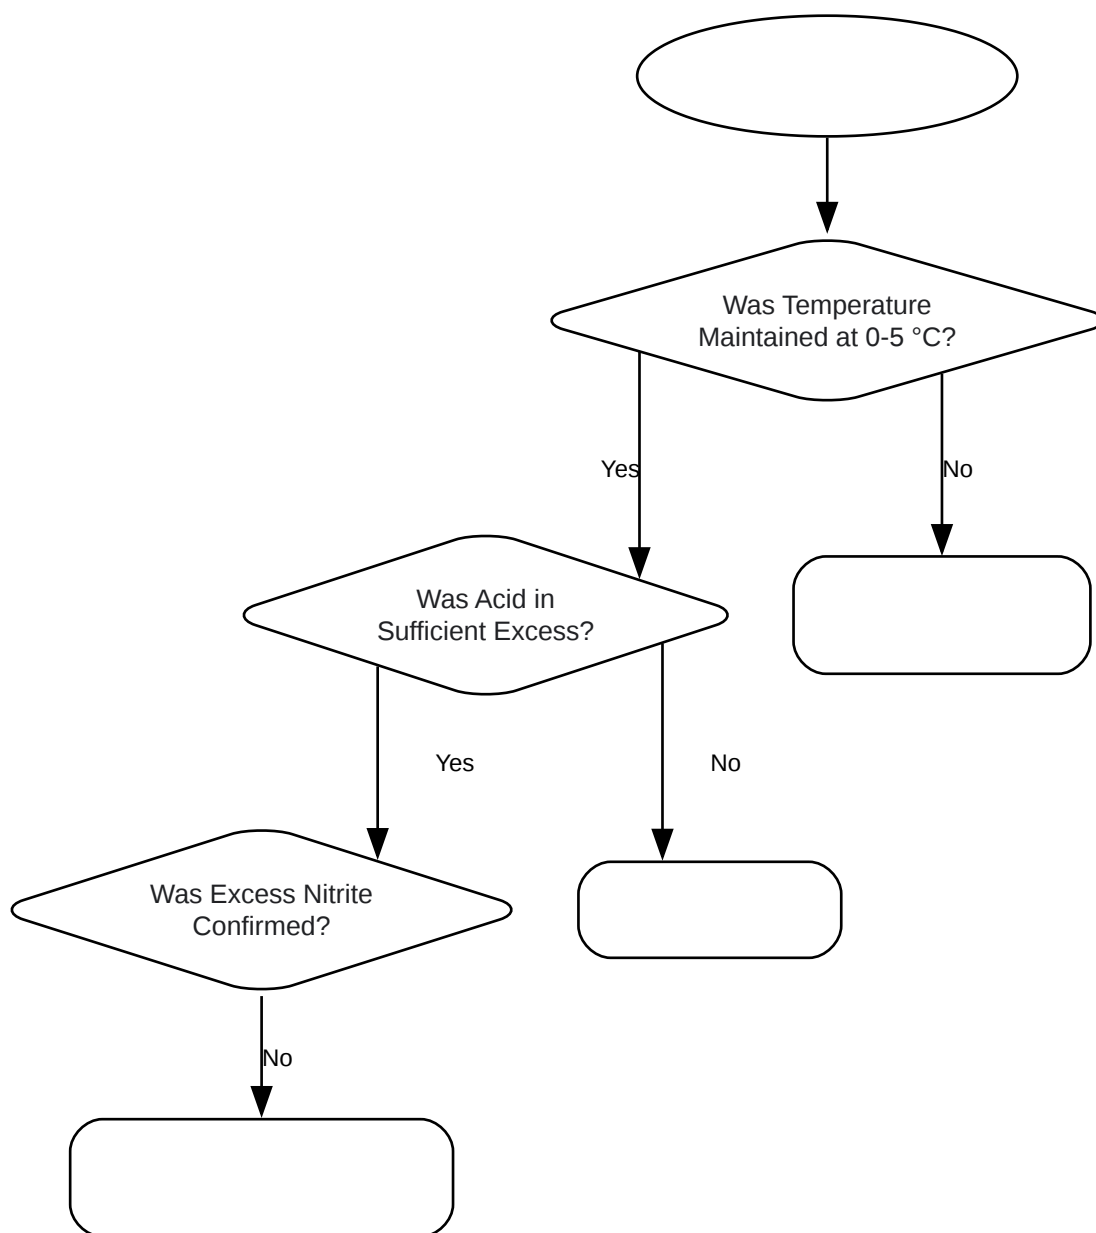 Was Temperature
Maintained at 0-5 °C?
Yes
No
Was Acid in
Sufficient Excess?
Yes
No
Was Excess Nitrite
Confirmed?
No